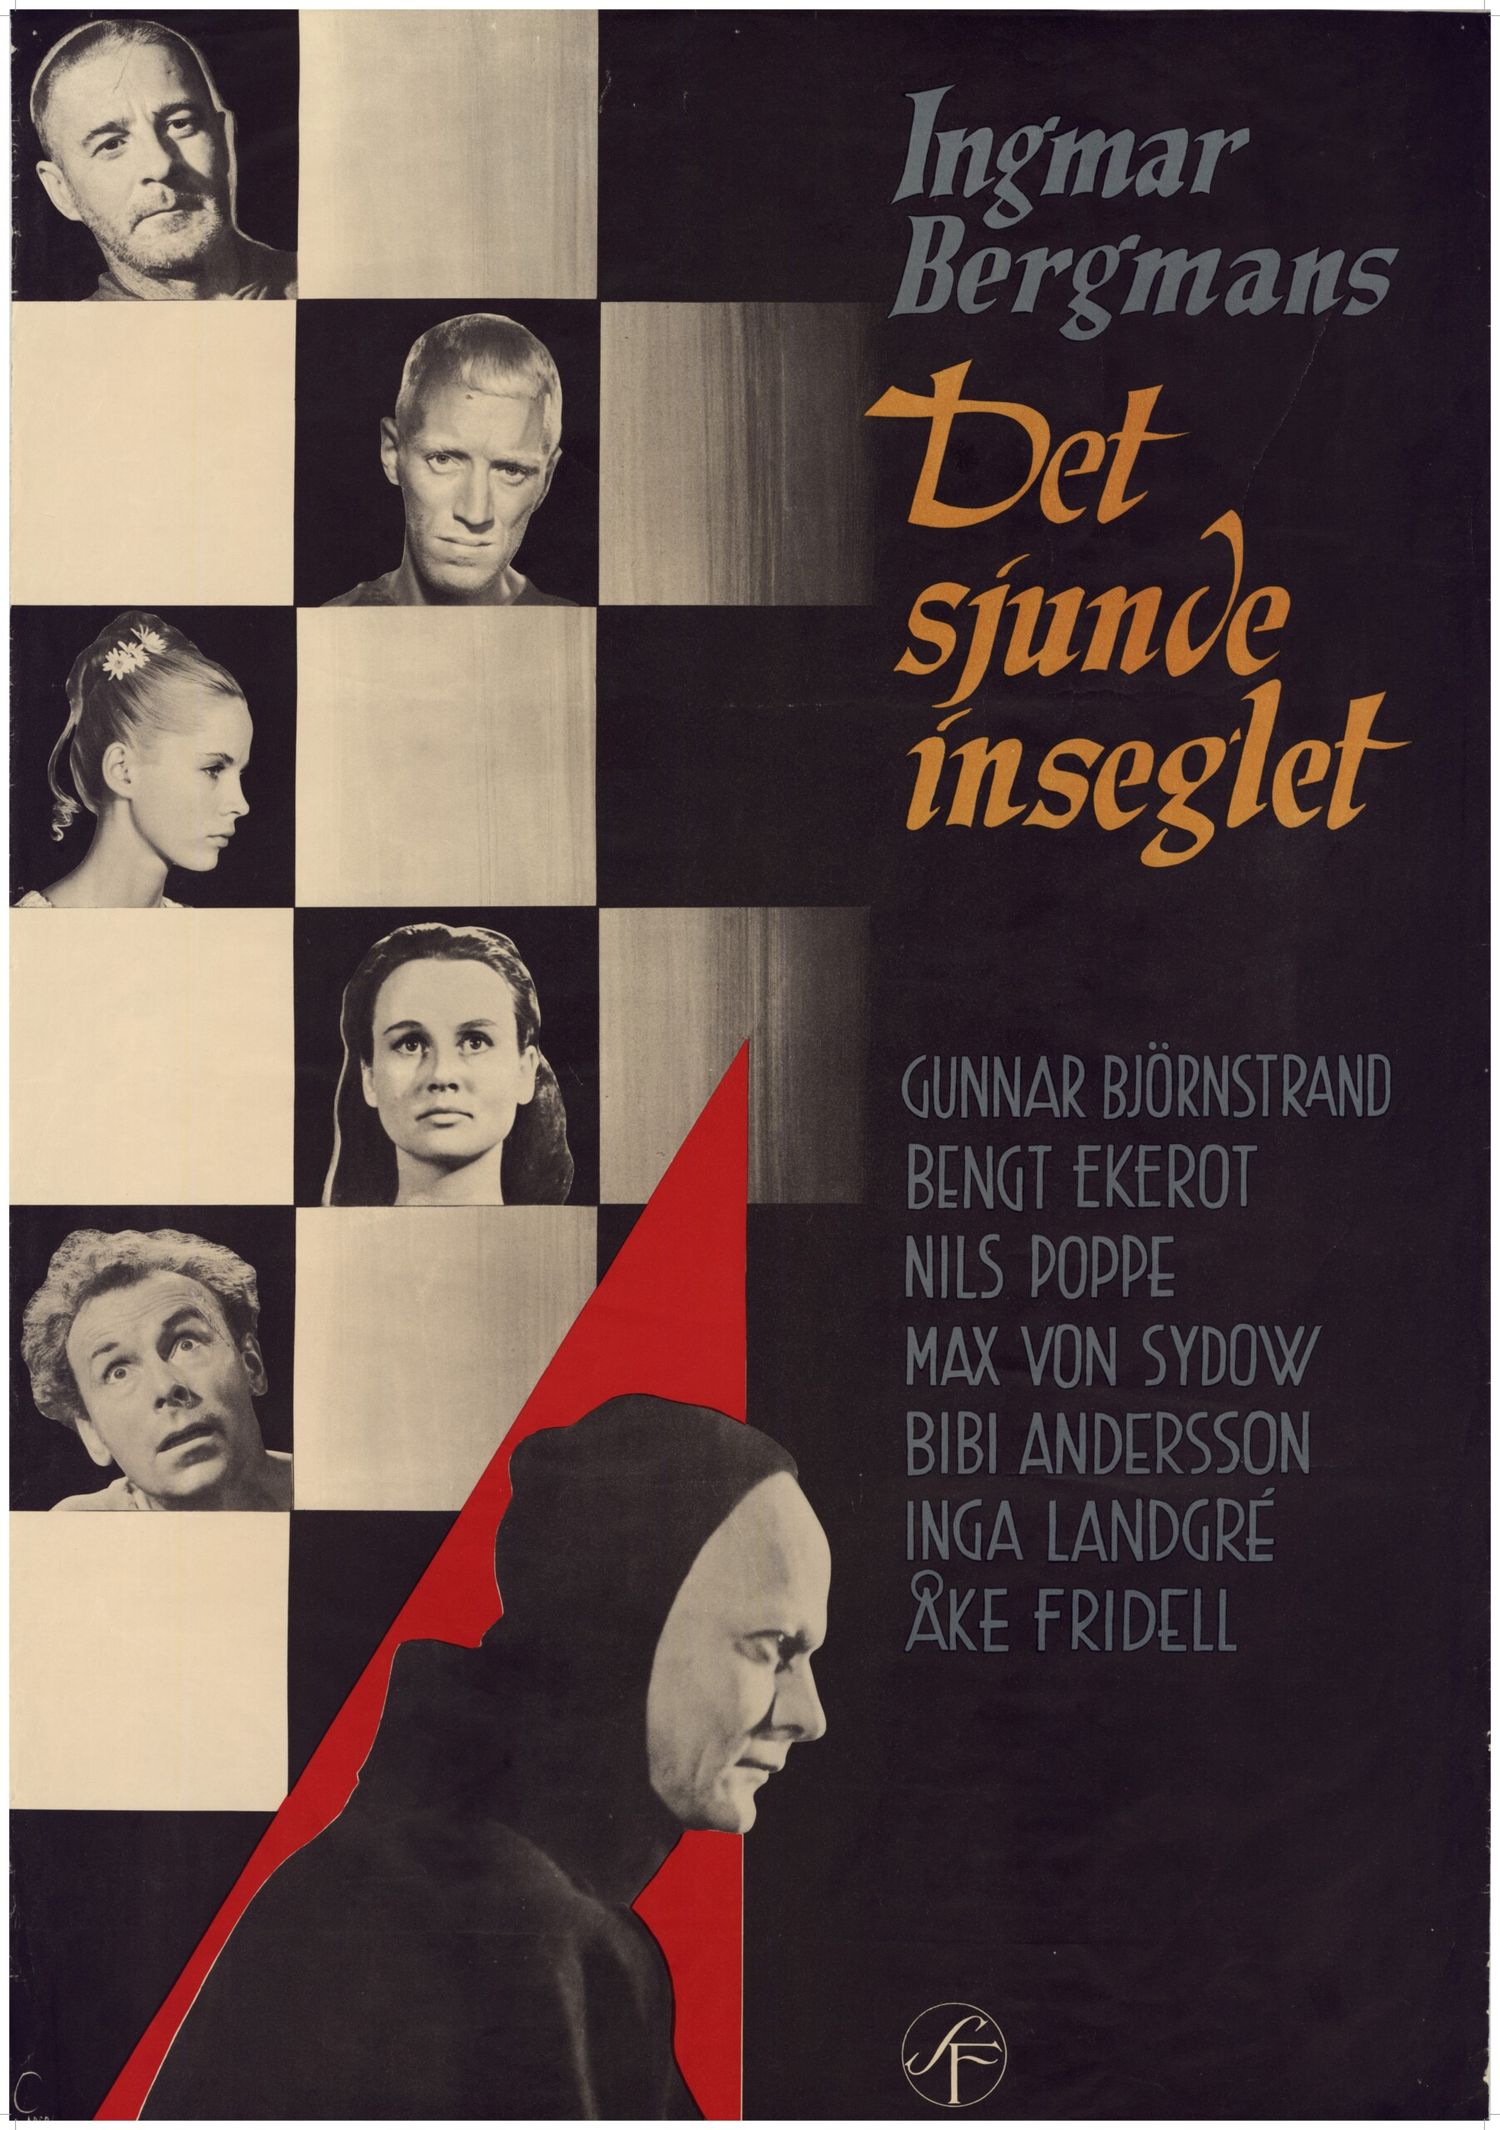 Ingmar
Bergmans
Det
sjunde
inseglet
GUNNAR BJÖRNSTRAND
BENGT EKEROT
NILS POPPE
MAX VON SYDOW
BIBI ANDERSSON
INGA LANDGRÉ
ÅKE FRIDELL
SF